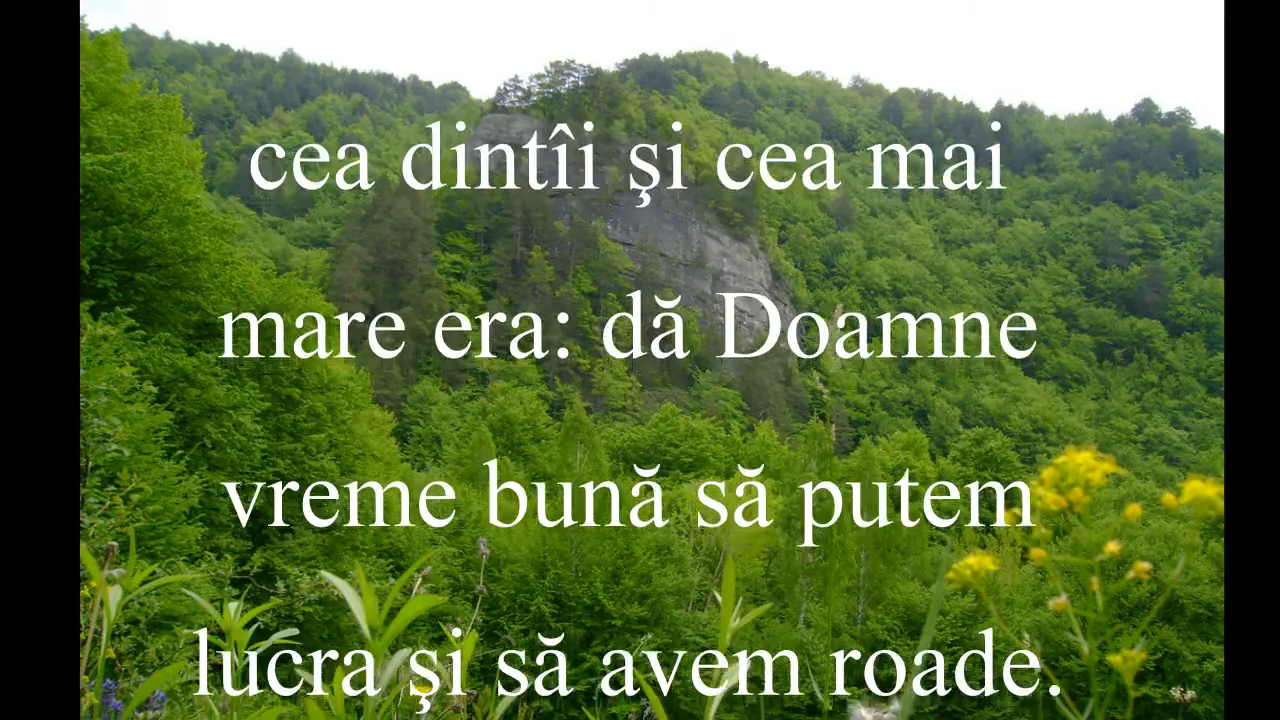 cea dintîi şi cea mai
mare era: dă Doamne
vreme bună să putem
lucra şi să avem roade.